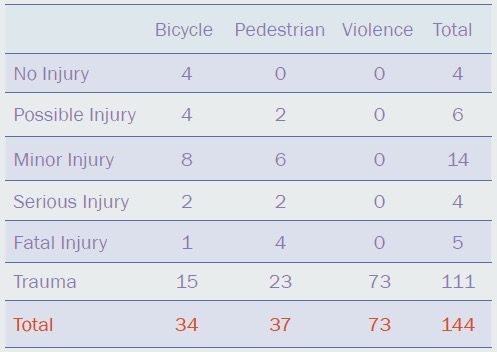 Bicycle Pedestrian Violence Total
No Injury 4 0 0 4
Possible Injury 4 2 0 6
Minor Injury 8 6 0 14
Serious Injury 2 2 0 4
Fatal Injury 1 4 0 5
Trauma 15 23 73 111
Total 34 37 73 144